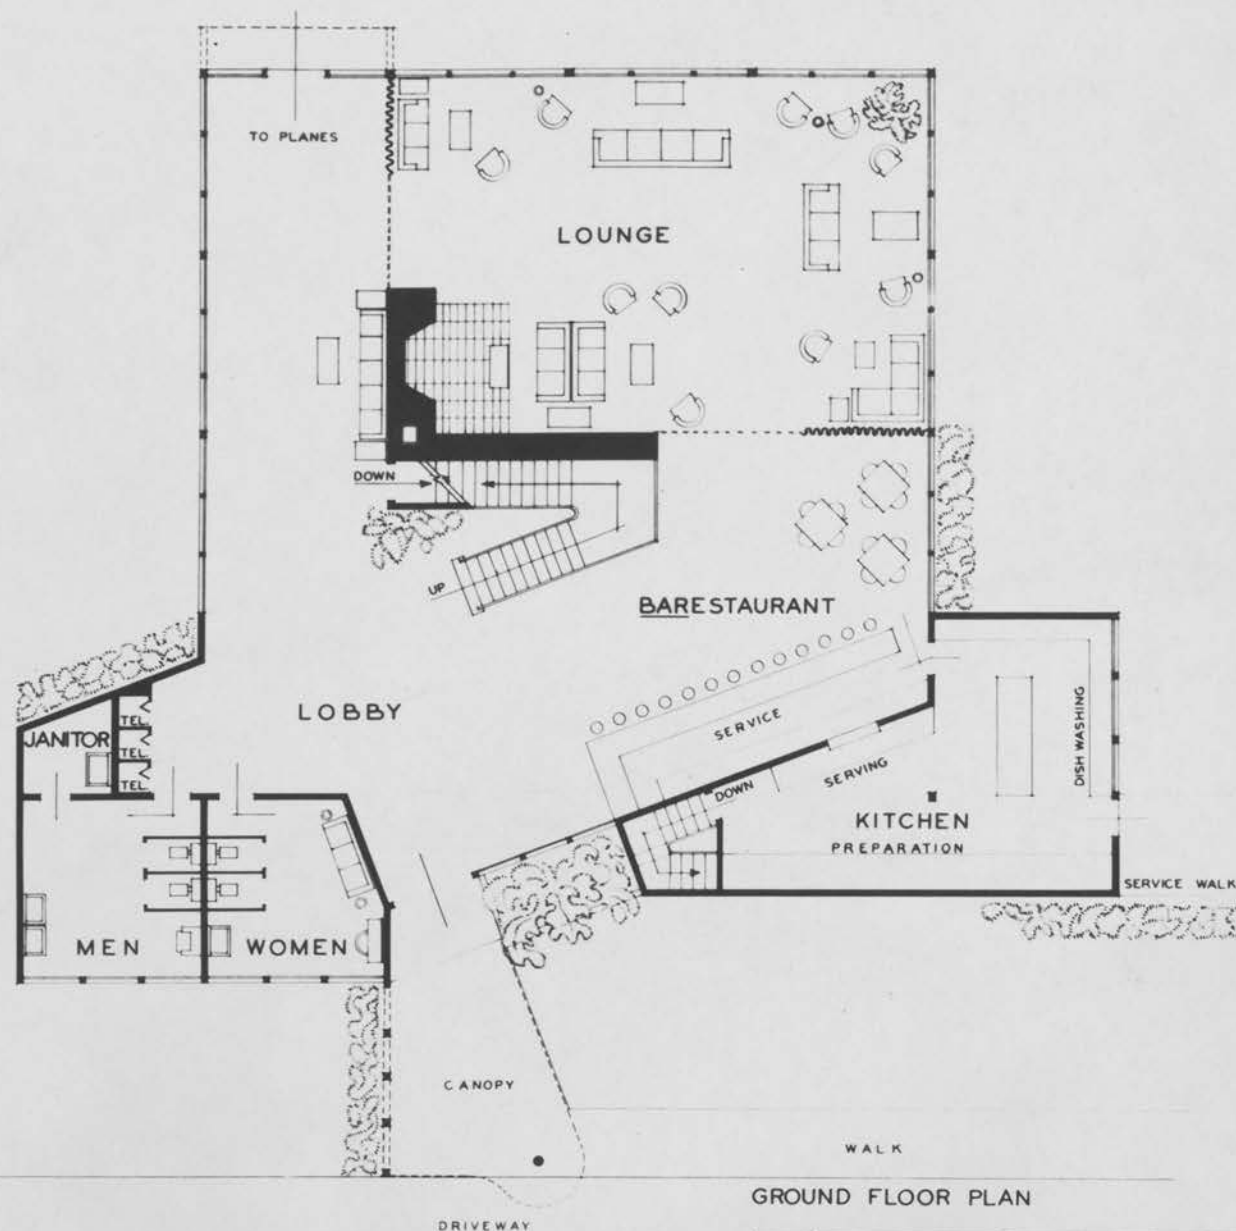 TO PLANES
LOUNGE
DOWN
UP
BARESTAURANT
LOBBY
TEL.
TEL.
TEL.
JANITOR
SERVICE
SERVING
DOWN
DISH WASHING
KITCHEN
PREPARATION
SERVICE WALK
MEN
WOMEN
CANOPY
WALK
GROUND FLOOR PLAN
DRIVEWAY